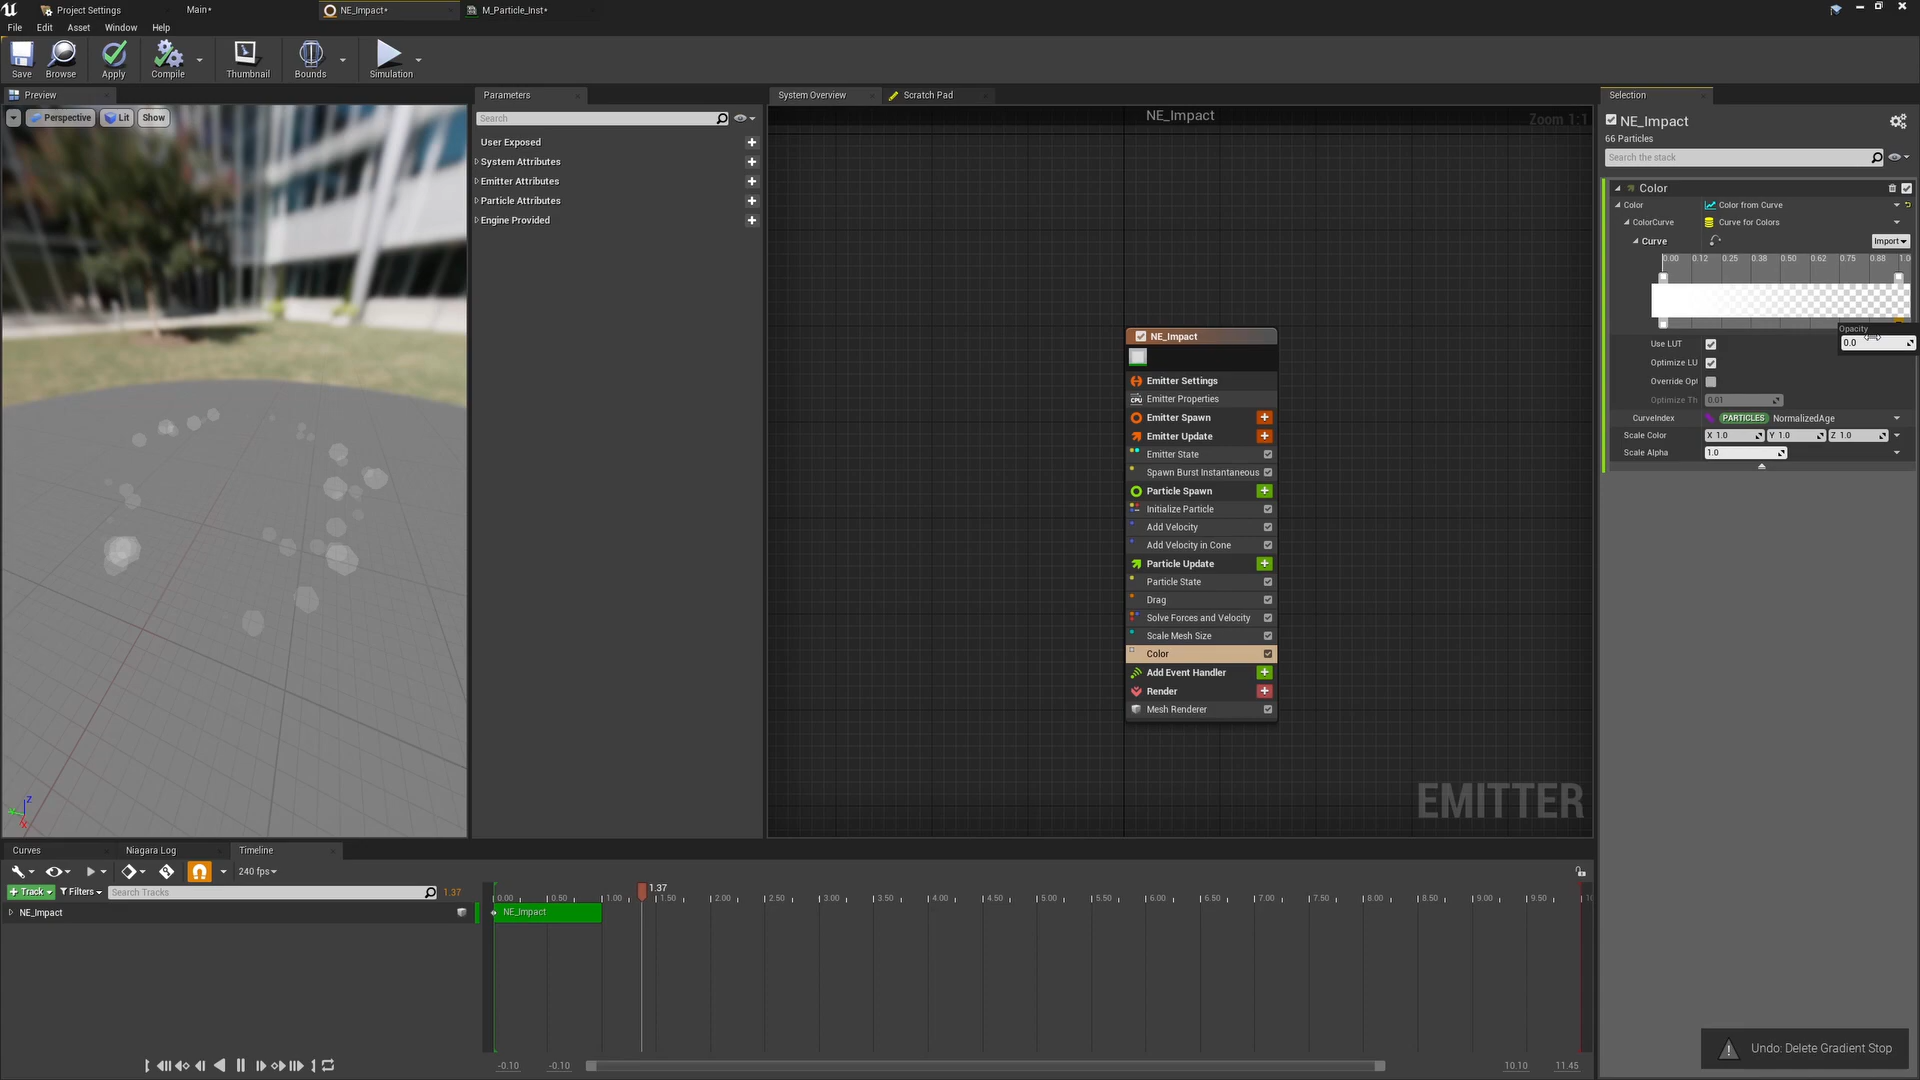 Project Settings
Main*
NE_Impact*
M_Particle_Inst*
File Edit Asset Window Help
Save
Browse
Apply
Compile
Thumbnail
Bounds
Simulation
Preview
Perspective
Lit
Show
Parameters
Search
User Exposed
System Attributes
Emitter Attributes
Particle Attributes
Engine Provided
System Overview
Scratch Pad
NE_Impact
Zoom 1:1
NE_Impact
Emitter Settings
Emitter Properties
Emitter Spawn
Emitter Update
Emitter State
Spawn Burst Instantaneous
Particle Spawn
Initialize Particle
Add Velocity
Add Velocity in Cone
Particle Update
Particle State
Drag
Solve Forces and Velocity
Scale Mesh Size
Color
Add Event Handler
Render
Mesh Renderer
EMITTER
Selection
NE_Impact
66 Particles
Search the stack
Color
Color Color from Curve
ColorCurve Curve for Colors
Curve Import
0.00 0.12 0.25 0.38 0.50 0.62 0.75 0.88 1.0
Opacity
0.0
Use LUT
Optimize LU
Override Opt
Optimize Th 0.01
CurveIndex PARTICLES NormalizedAge
Scale Color X 1.0 Y 1.0 Z 1.0
Scale Alpha 1.0
Z
Curves
Niagara Log
Timeline
240 fps
+ Track Filters Search Tracks 1.37
NE_Impact
1.37
0.00 0.50 1.00 1.50 2.00 2.50 3.00 3.50 4.00 4.50 5.00 5.50 6.00 6.50 7.00 7.50 8.00 8.50 9.00 9.50
NE_Impact
-0.10 -0.10 10.10 11.45
Undo: Delete Gradient Stop